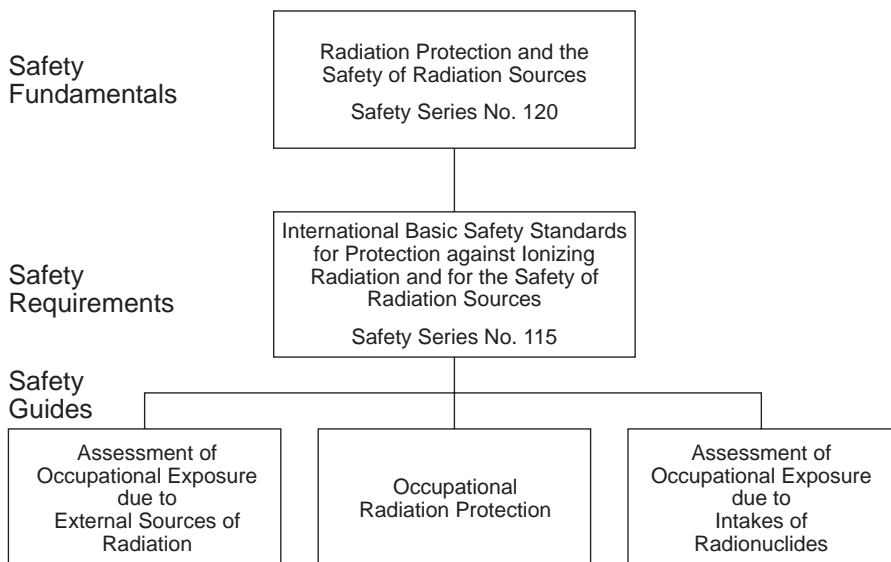 Safety
Fundamentals
Radiation Protection and the
Safety of Radiation Sources
Safety Series No. 120
Safety
Requirements
International Basic Safety Standards
for Protection against Ionizing
Radiation and for the Safety of
Radiation Sources
Safety Series No. 115
Safety
Guides
Assessment of
Occupational Exposure
due to
External Sources of
Radiation
Occupational
Radiation Protection
Assessment of
Occupational Exposure
due to
Intakes of
Radionuclides